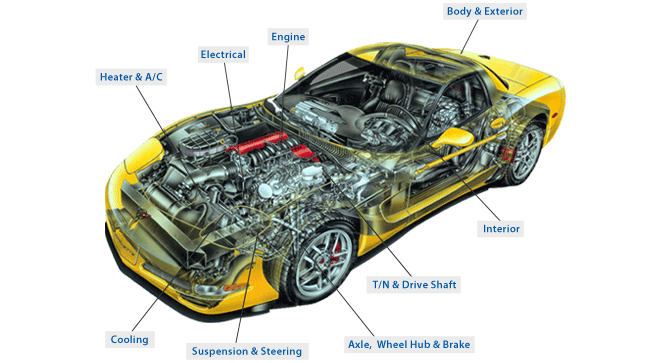 Body & Exterior
Engine
Electrical
Heater & A/C
Interior
T/N & Drive Shaft
Cooling
Axle, Wheel Hub & Brake
Suspension & Steering